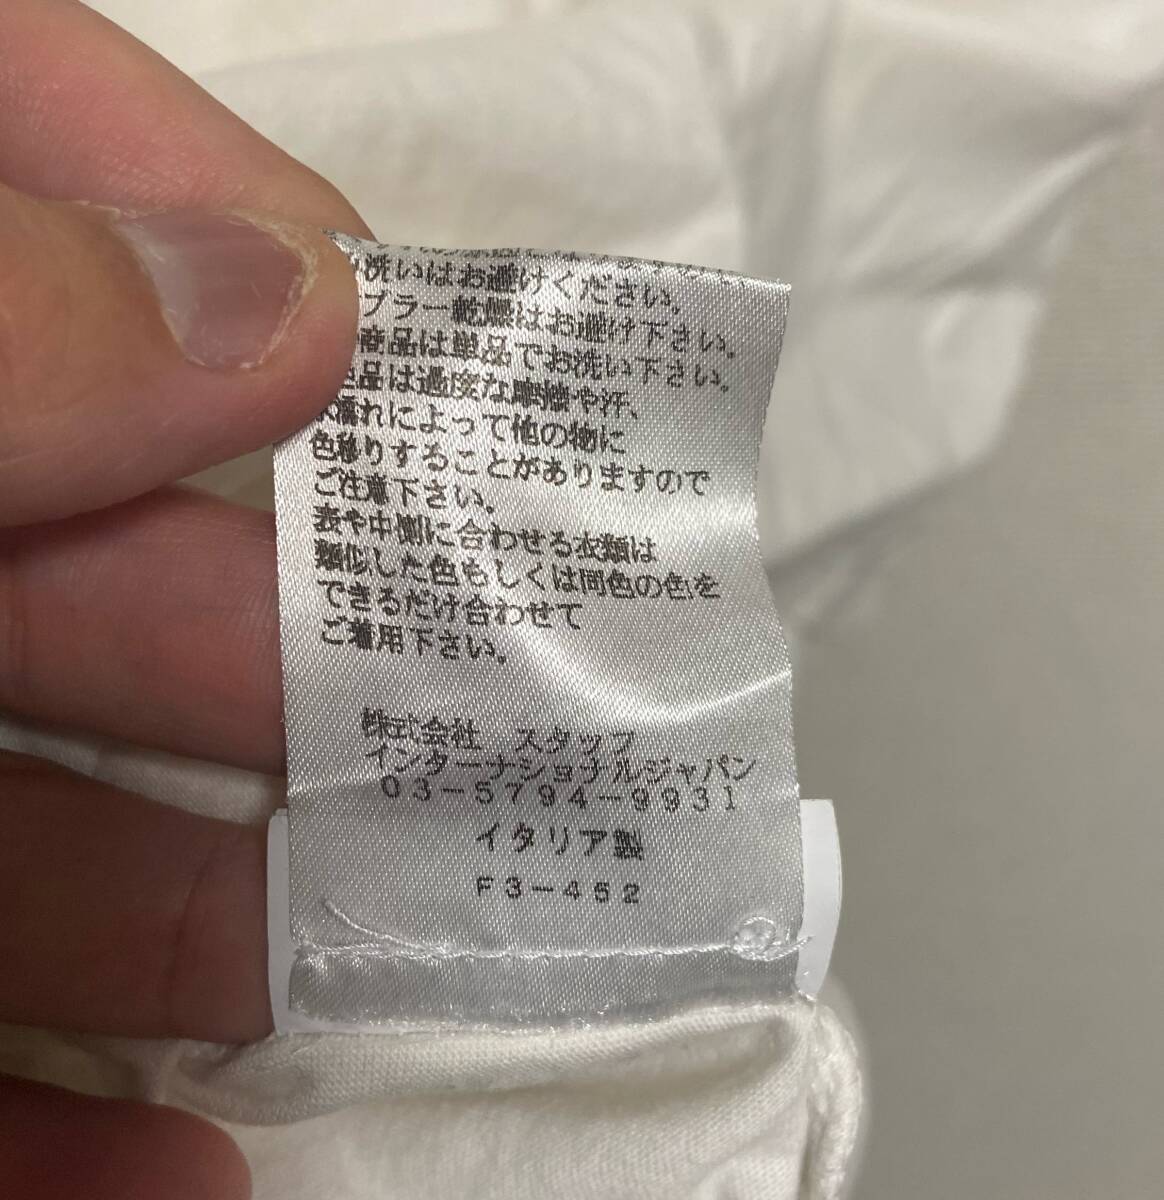 洗いはお避けください。
ブラー乾燥はお避け下さい。
商品は単品でお洗い下さい。
品は過度な摩擦や汗、
濡れによって他の物に
色移りすることがありますので
ご注意下さい。
表や中側に合わせる衣類は
類似した色もしくは同色の色を
できるだけ合わせて
ご着用下さい。
株式会社 スタッフ
インターナショナルジャパン
03-5794-9931
イタリア製
F3-452